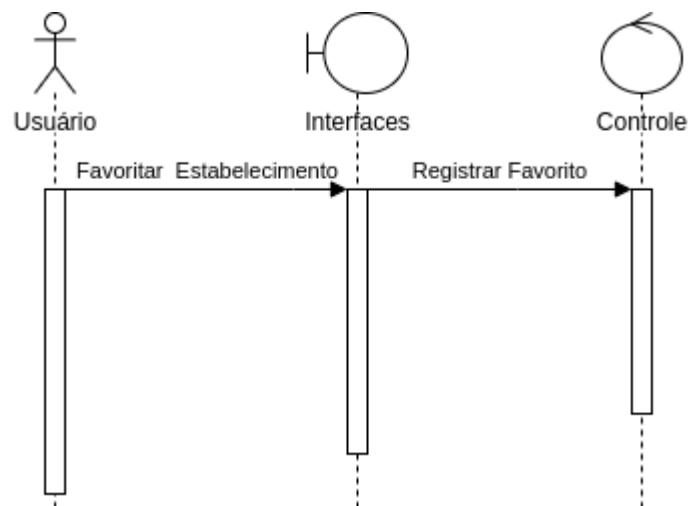 Usuário
Interfaces
Controle
Favoritar  Estabelecimento
Registrar Favorito